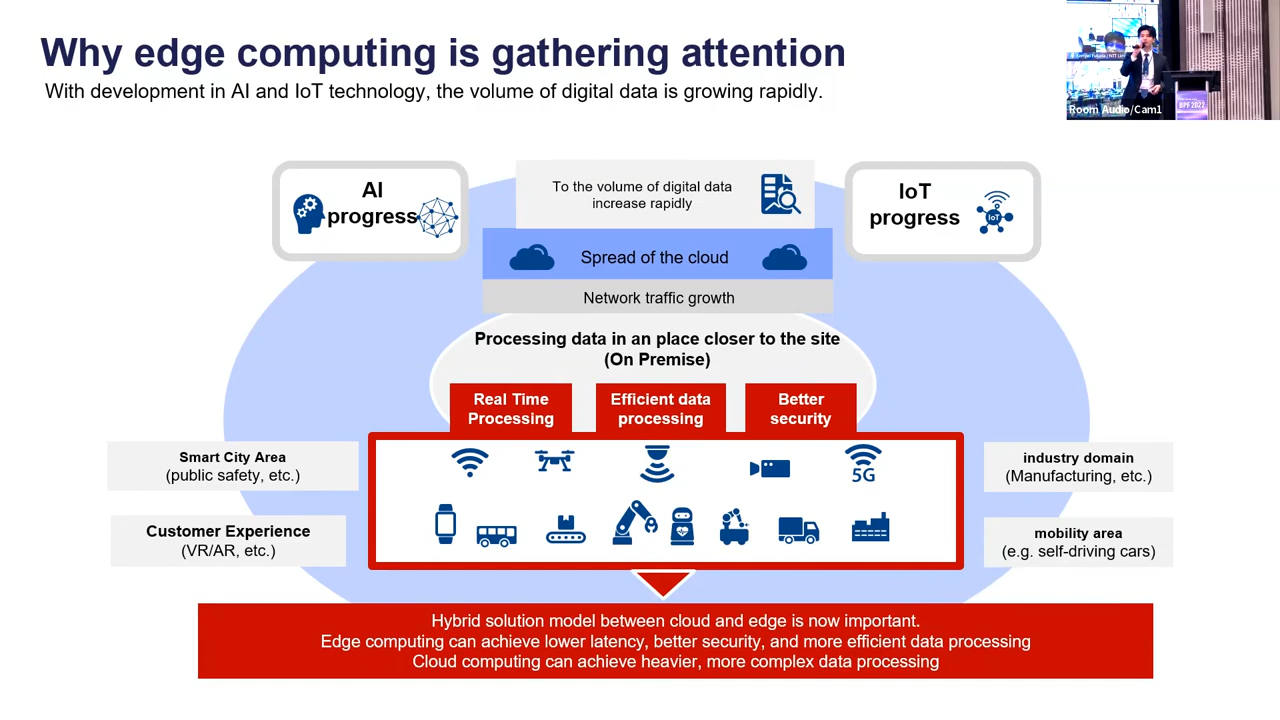 Why edge computing is gathering attention
With development in AI and IoT technology, the volume of digital data is growing rapidly.
Room Audio/Cam1
BPF 2022
AI
progress
To the volume of digital data
increase rapidly
IoT
progress
IoT
Spread of the cloud
Network traffic growth
Processing data in an place closer to the site
(On Premise)
Real Time
Processing
Efficient data
processing
Better
security
5G
Smart City Area
(public safety, etc.)
Customer Experience
(VR/AR, etc.)
industry domain
(Manufacturing, etc.)
mobility area
(e.g. self-driving cars)
Hybrid solution model between cloud and edge is now important.
Edge computing can achieve lower latency, better security, and more efficient data processing
Cloud computing can achieve heavier, more complex data processing